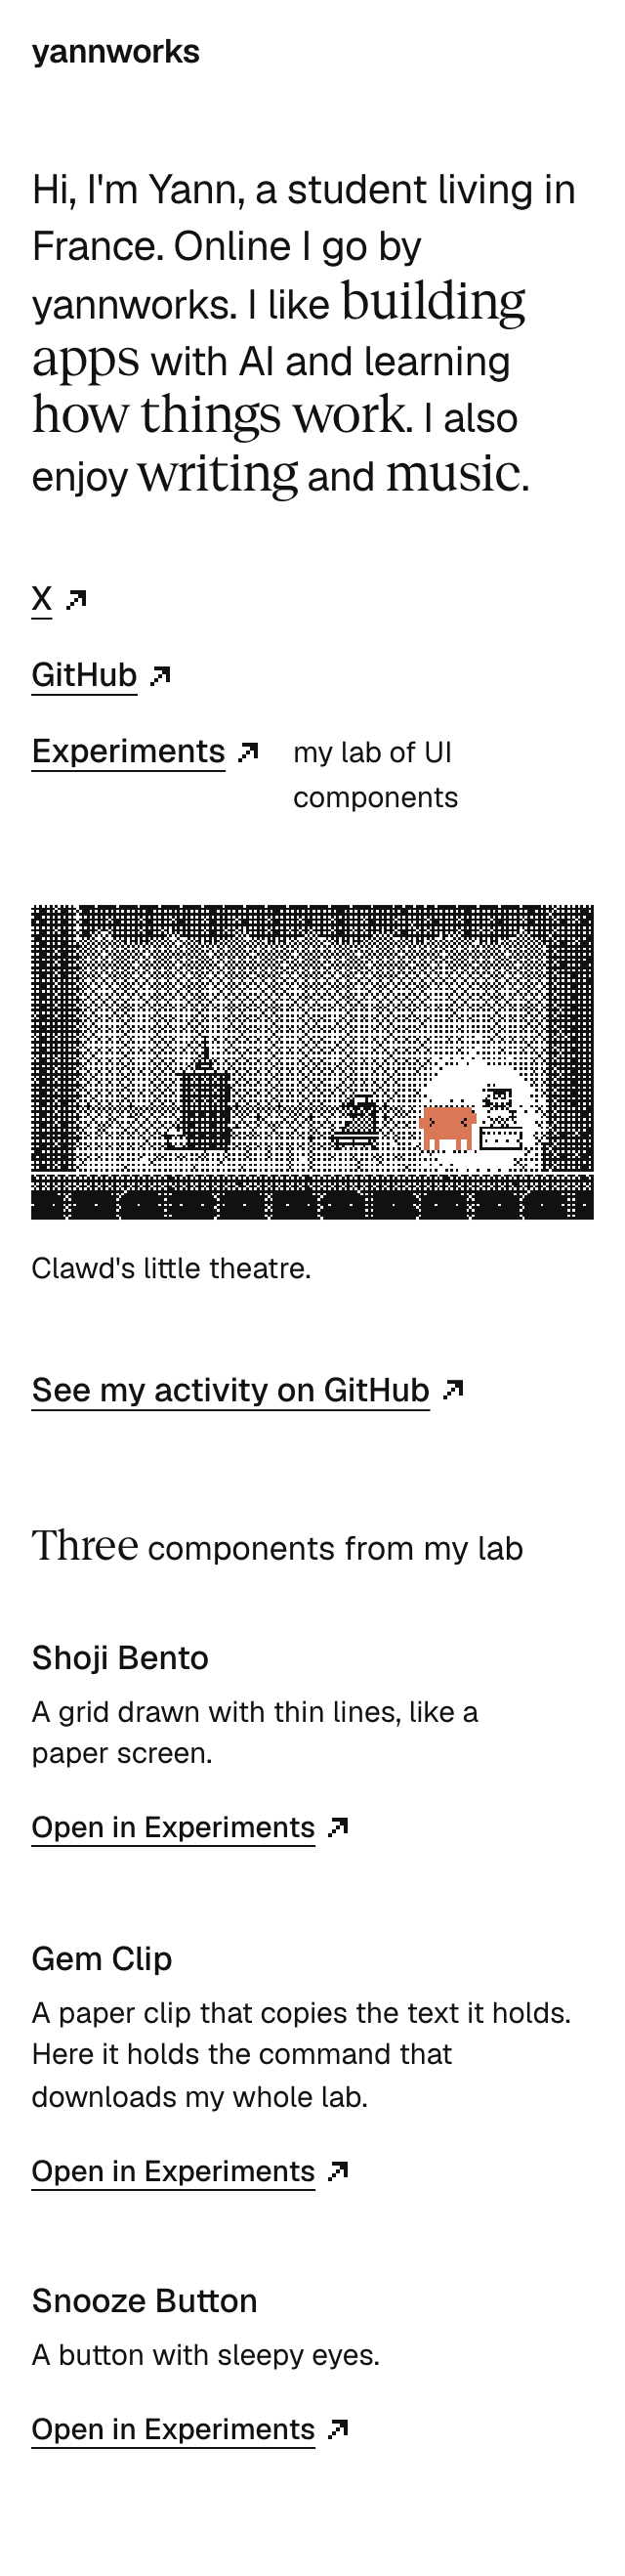 yannworks
Hi, I'm Yann, a student living in
France. Online I go by
yannworks. I like building
apps with AI and learning
how things work. I also
enjoy writing and music.
X
GitHub
Experiments my lab of UI
components
Clawd's little theatre.
See my activity on GitHub
Three components from my lab
Shoji Bento
A grid drawn with thin lines, like a
paper screen.
Open in Experiments
Gem Clip
A paper clip that copies the text it holds.
Here it holds the command that
downloads my whole lab.
Open in Experiments
Snooze Button
A button with sleepy eyes.
Open in Experiments